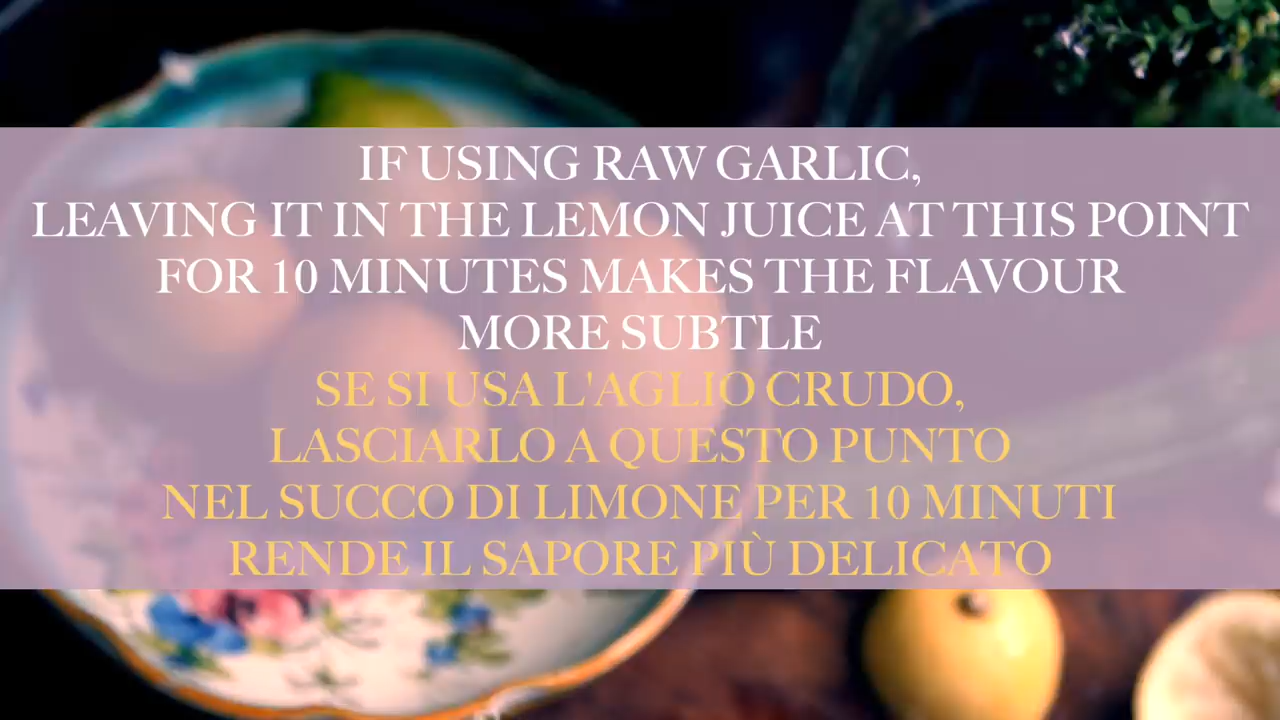 IF USING RAW GARLIC,
LEAVING IT IN THE LEMON JUICE AT THIS POINT
FOR 10 MINUTES MAKES THE FLAVOUR
MORE SUBTLE
SE SI USA L'AGLIO CRUDO,
LASCIARLO A QUESTO PUNTO
NEL SUCCO DI LIMONE PER 10 MINUTI
RENDE IL SAPORE PIÙ DELICATO